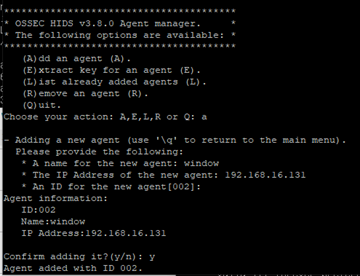 ****************************************
* OSSEC HIDS v3.8.0 Agent manager.     *
* The following options are available: *
****************************************
(A)dd an agent (A).
(E)xtract key for an agent (E).
(L)ist already added agents (L).
(R)emove an agent (R).
(Q)uit.
Choose your action: A,E,L,R or Q: a
- Adding a new agent (use '\q' to return to the main menu).
Please provide the following:
* A name for the new agent: window
* The IP Address of the new agent: 192.168.16.131
* An ID for the new agent[002]:
Agent information:
ID:002
Name:window
IP Address:192.168.16.131
Confirm adding it?(y/n): y
Agent added with ID 002.